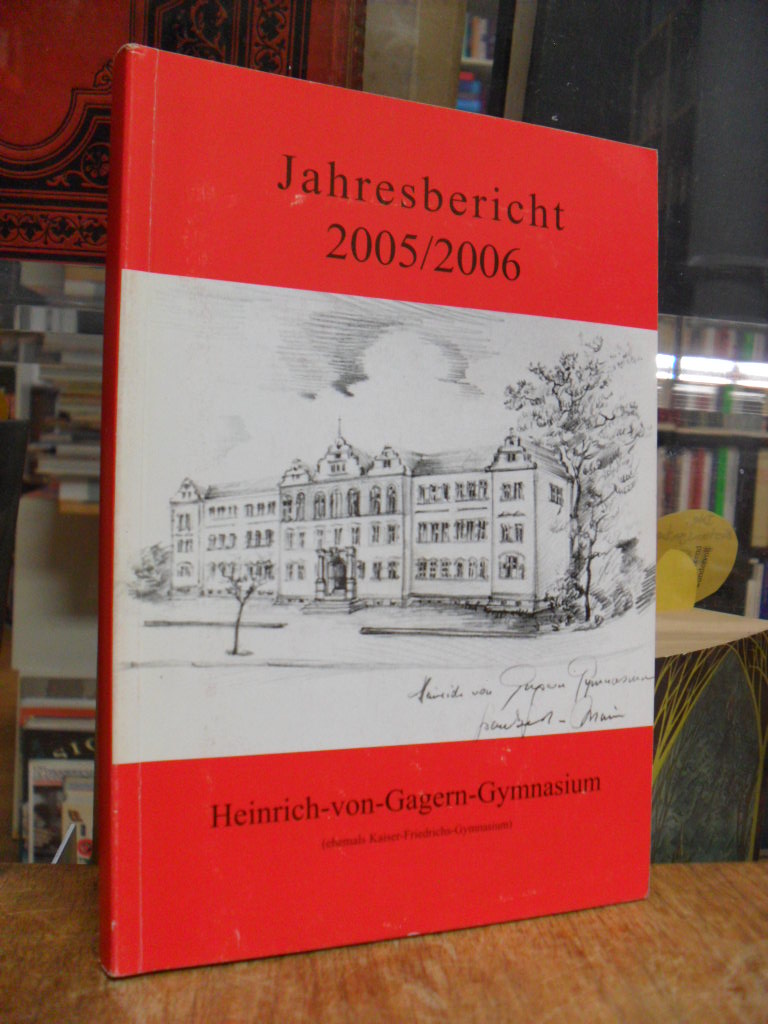 Jahresbericht
2005/2006
Heinrich von Gagern Gymnasium
Frankfurt - Main
Heinrich-von-Gagern-Gymnasium
(ehemals Kaiser-Friedrichs-Gymnasium)